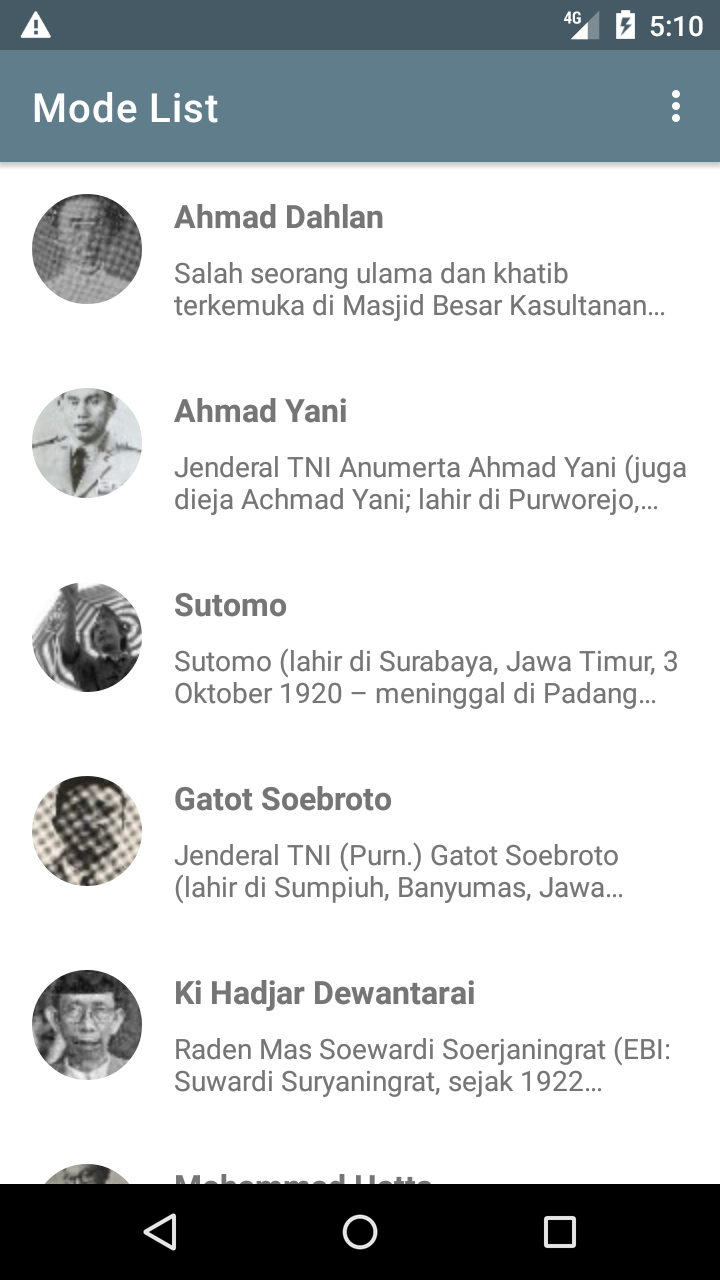 4G 5:10
Mode List
Ahmad Dahlan
Salah seorang ulama dan khatib
terkemuka di Masjid Besar Kasultanan…
Ahmad Yani
Jenderal TNI Anumerta Ahmad Yani (juga
dieja Achmad Yani; lahir di Purworejo,…
Sutomo
Sutomo (lahir di Surabaya, Jawa Timur, 3
Oktober 1920 – meninggal di Padang…
Gatot Soebroto
Jenderal TNI (Purn.) Gatot Soebroto
(lahir di Sumpiuh, Banyumas, Jawa…
Ki Hadjar Dewantarai
Raden Mas Soewardi Soerjaningrat (EBI:
Suwardi Suryaningrat, sejak 1922…
Mohammad Hatta